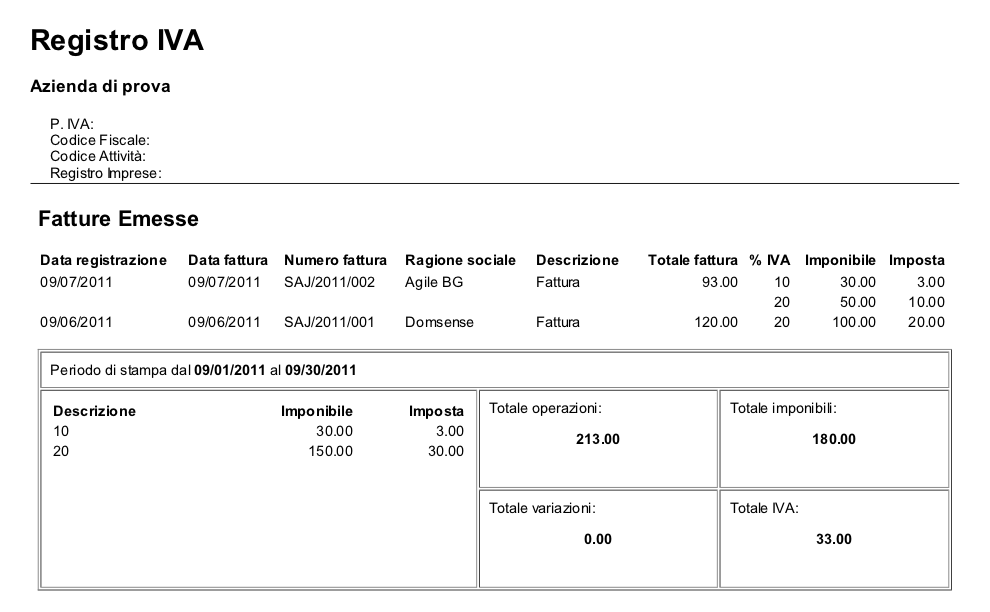 Registro IVA
Azienda di prova
P. IVA:
Codice Fiscale:
Codice Attività:
Registro Imprese:
Fatture Emesse
Data registrazione Data fattura Numero fattura Ragione sociale Descrizione Totale fattura % IVA Imponibile Imposta
09/07/2011 09/07/2011 SAJ/2011/002 Agile BG Fattura 93.00 10 30.00 3.00
20 50.00 10.00
09/06/2011 09/06/2011 SAJ/2011/001 Domsense Fattura 120.00 20 100.00 20.00
Periodo di stampa dal 09/01/2011 al 09/30/2011
Descrizione Imponibile Imposta
10 30.00 3.00
20 150.00 30.00
Totale operazioni:
213.00
Totale imponibili:
180.00
Totale variazioni:
0.00
Totale IVA:
33.00